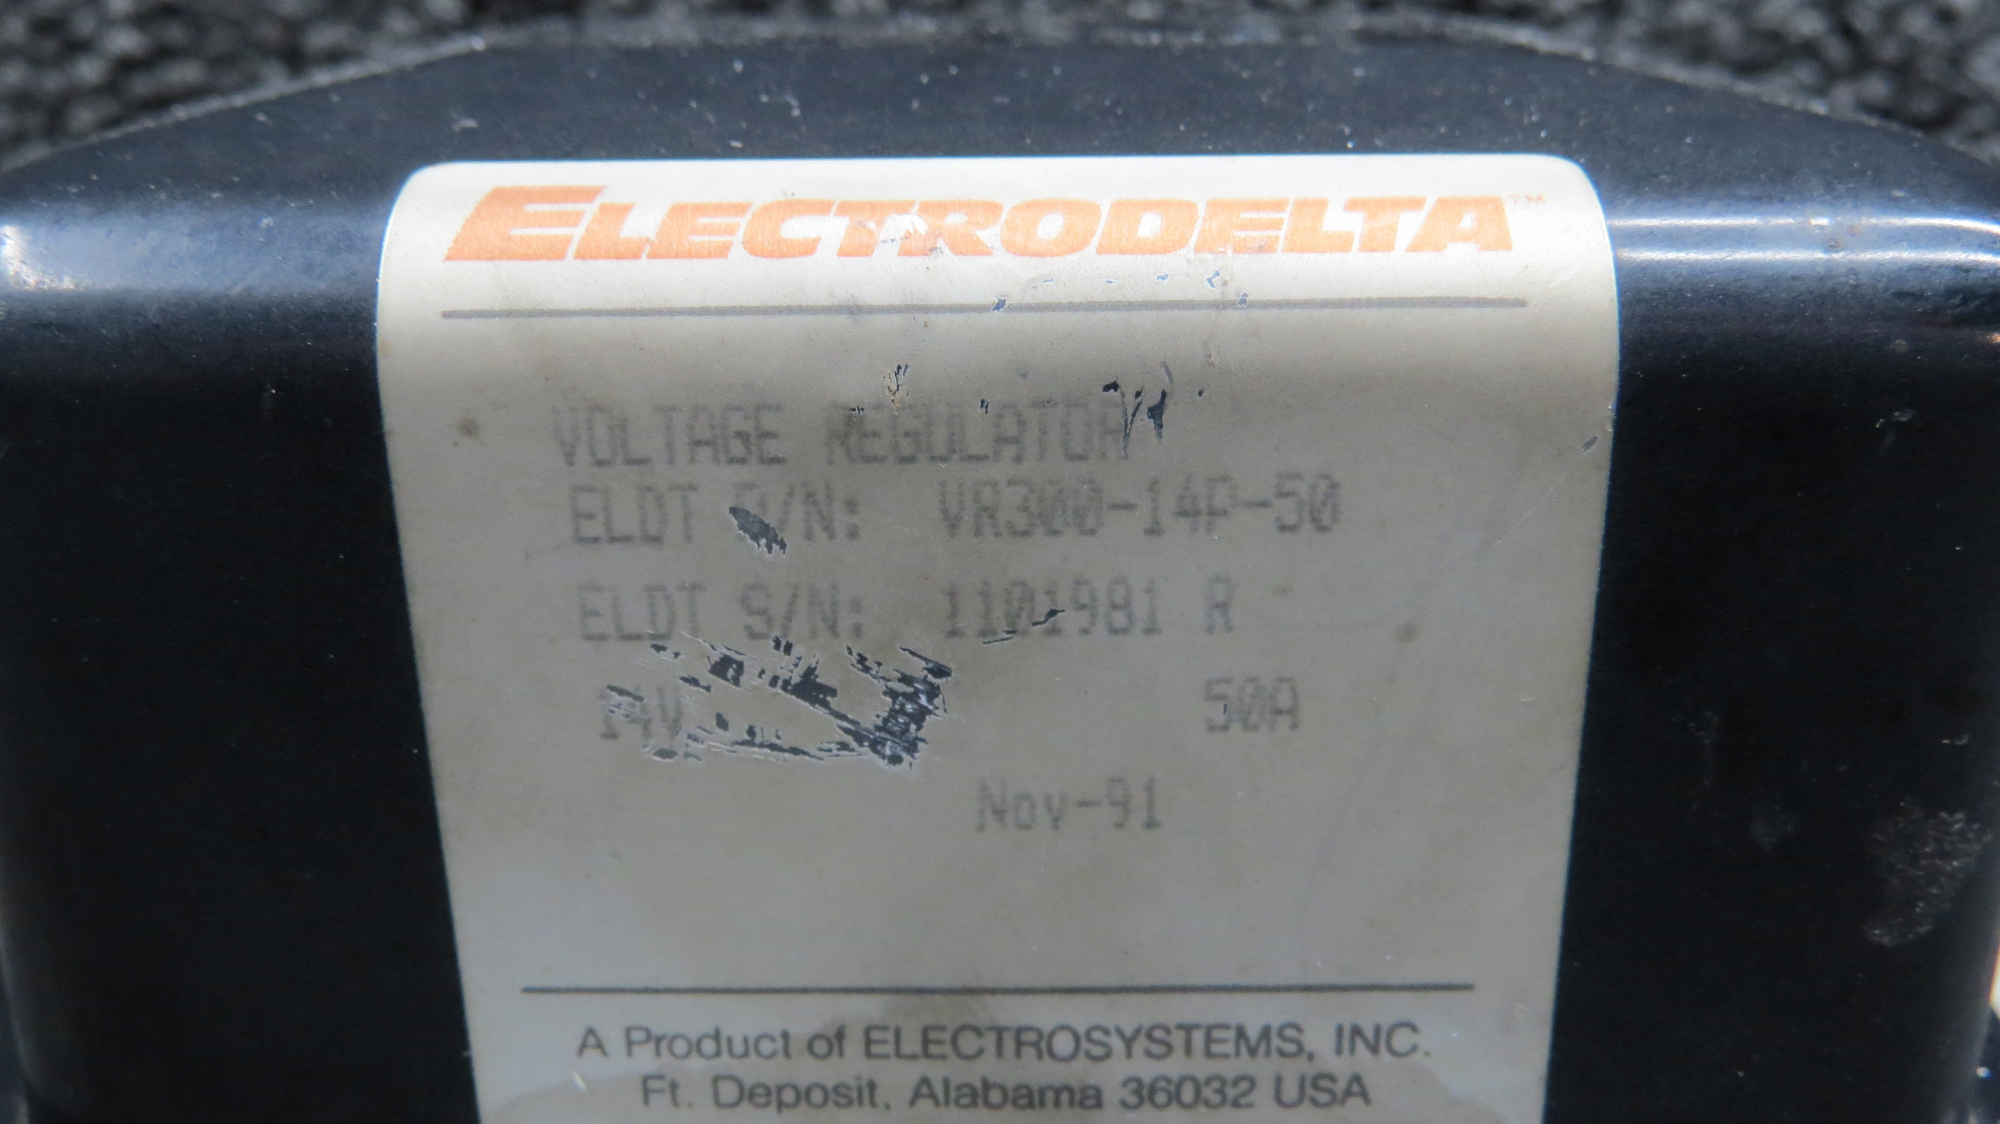 ELECTRODELTA™
VOLTAGE REGULATOR
ELDT P/N: VR300-14P-50
ELDT S/N: 1101981 R
14V 50A
Nov-91
A Product of ELECTROSYSTEMS, INC.
Ft. Deposit, Alabama 36032 USA